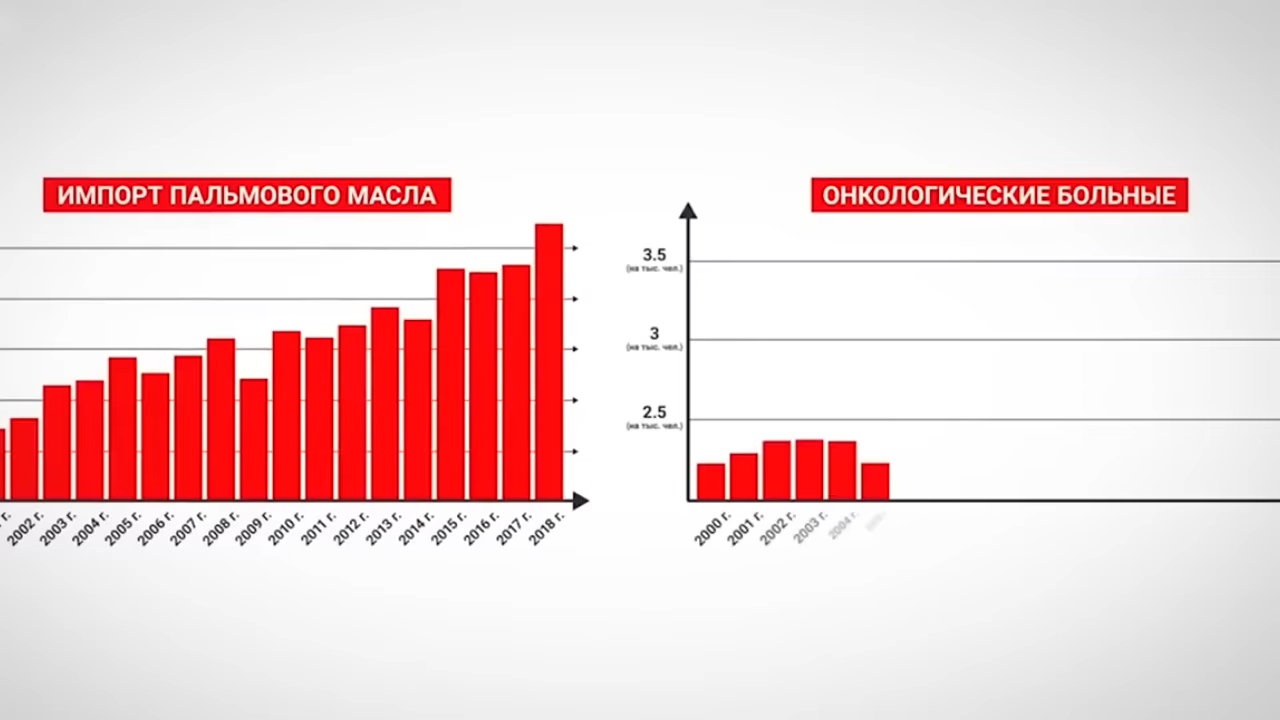 ИМПОРТ ПАЛЬМОВОГО МАСЛА
2002 г.
2003 г.
2004 г.
2005 г.
2006 г.
2007 г.
2008 г.
2009 г.
2010 г.
2011 г.
2012 г.
2013 г.
2014 г.
2015 г.
2016 г.
2017 г.
2018 г.
ОНКОЛОГИЧЕСКИЕ БОЛЬНЫЕ
3.5
(на тыс. чел.)
3
(на тыс. чел.)
2.5
(на тыс. чел.)
2000 г.
2001 г.
2002 г.
2003 г.
2004 г.